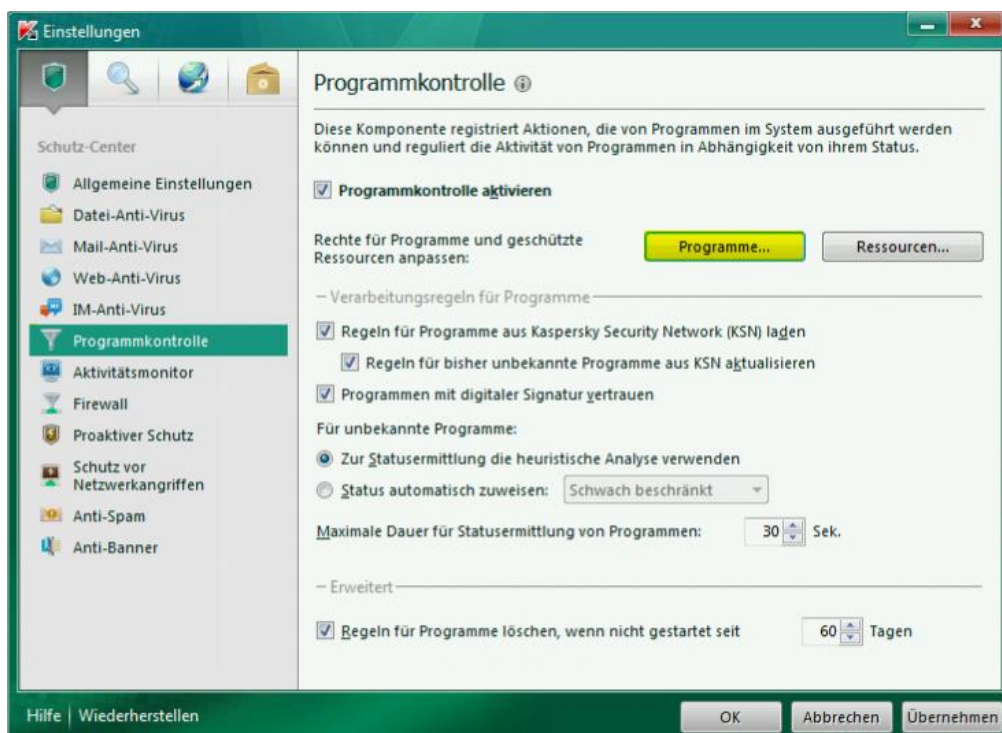 Einstellungen
Schutz-Center
Allgemeine Einstellungen
Datei-Anti-Virus
Mail-Anti-Virus
Web-Anti-Virus
IM-Anti-Virus
Programmkontrolle
Aktivitätsmonitor
Firewall
Proaktiver Schutz
Schutz vor
Netzwerkangriffen
Anti-Spam
Anti-Banner
Programmkontrolle
Diese Komponente registriert Aktionen, die von Programmen im System ausgeführt werden
können und reguliert die Aktivität von Programmen in Abhängigkeit von ihrem Status.
Programmkontrolle aktivieren
Rechte für Programme und geschützte
Ressourcen anpassen:
Programme...
Ressourcen...
Verarbeitungsregeln für Programme
Regeln für Programme aus Kaspersky Security Network (KSN) laden
Regeln für bisher unbekannte Programme aus KSN aktualisieren
Programmen mit digitaler Signatur vertrauen
Für unbekannte Programme:
Zur Statusermittlung die heuristische Analyse verwenden
Status automatisch zuweisen: Schwach beschränkt
Maximale Dauer für Statusermittlung von Programmen: 30 Sek.
Erweitert
Regeln für Programme löschen, wenn nicht gestartet seit 60 Tagen
Hilfe | Wiederherstellen
OK
Abbrechen
Übernehmen